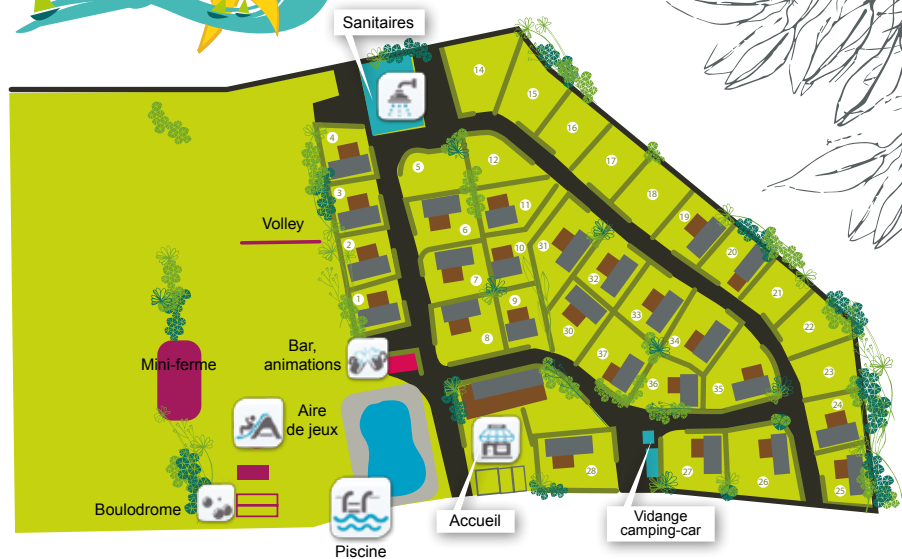 Sanitaires
14
15
16
17
18
19
20
21
22
23
24
25
26
27
28
4
3
2
1
5
12
6
11
7
10
8
9
31
32
33
34
30
37
36
35
Volley
Bar,
animations
Mini-ferme
Aire
de jeux
Boulodrome
Piscine
Accueil
Vidange
camping-car